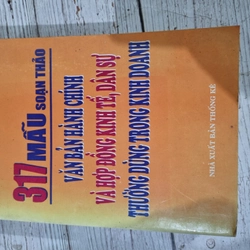 317 MẪU SOẠN THẢO
VĂN BẢN HÀNH CHÍNH
VÀ HỢP ĐỒNG KINH TẾ, DÂN SỰ
THƯỜNG DÙNG TRONG KINH DOANH
NHÀ XUẤT BẢN THỐNG KÊ